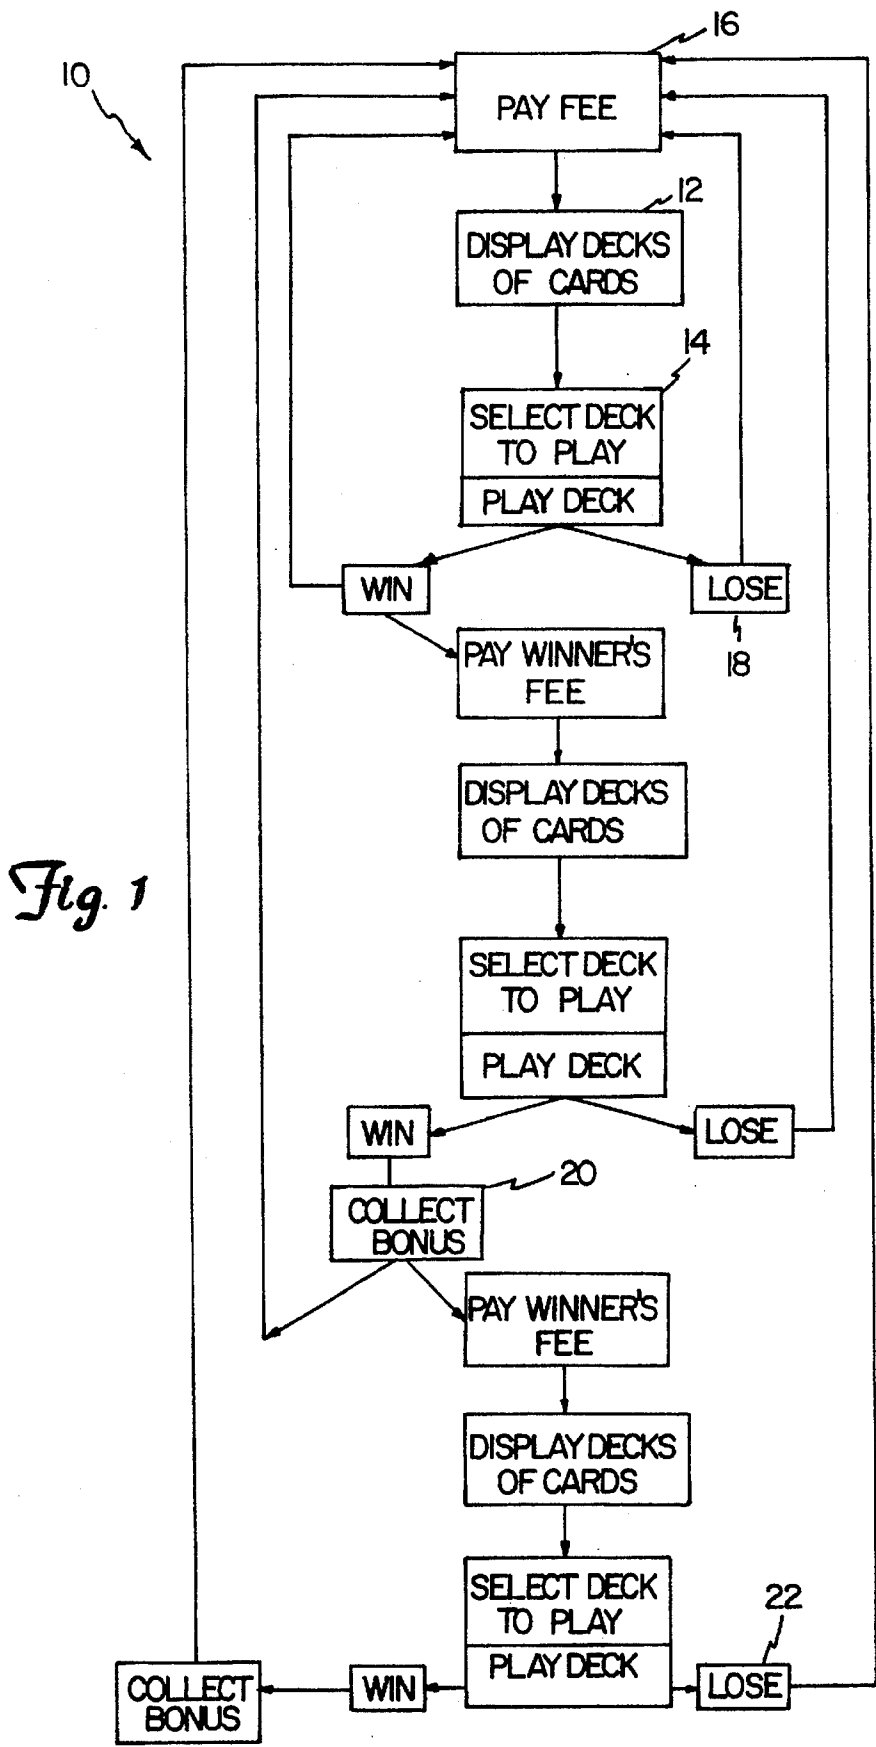 16
10
PAY FEE
12
DISPLAY DECKS
OF CARDS
14
SELECT DECK
TO PLAY
PLAY DECK
WIN
LOSE
18
PAY WINNER'S
FEE
DISPLAY DECKS
OF CARDS
Fig. 1
SELECT DECK
TO PLAY
PLAY DECK
WIN
LOSE
20
COLLECT
BONUS
PAY WINNER'S
FEE
DISPLAY DECKS
OF CARDS
SELECT DECK
TO PLAY
22
PLAY DECK
COLLECT
BONUS
WIN
LOSE